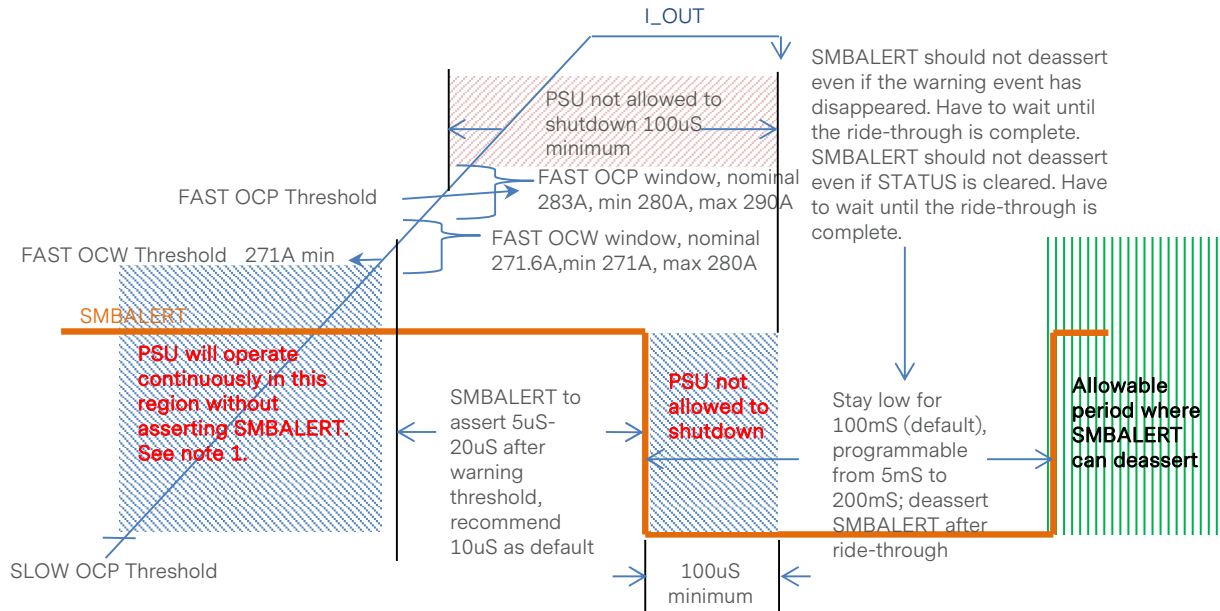 I_OUT
SMBALERT should not deassert
even if the warning event has
disappeared. Have to wait until
the ride-through is complete.
SMBALERT should not deassert
even if STATUS is cleared. Have
to wait until the ride-through is
complete.
PSU not allowed to
shutdown 100uS
minimum
FAST OCP Threshold
FAST OCP window, nominal
283A, min 280A, max 290A
FAST OCW Threshold 271A min
FAST OCW window, nominal
271.6A,min 271A, max 280A
SMBALERT
PSU will operate
continuously in this
region without
asserting SMBALERT.
See note 1.
SMBALERT to
assert 5uS-
20uS after
warning
threshold,
recommend
10uS as default
PSU not
allowed to
shutdown
Stay low for
100mS (default),
programmable
from 5mS to
200mS; deassert
SMBALERT after
ride-through
Allowable
period where
SMBALERT
can deassert
SLOW OCP Threshold
100uS
minimum